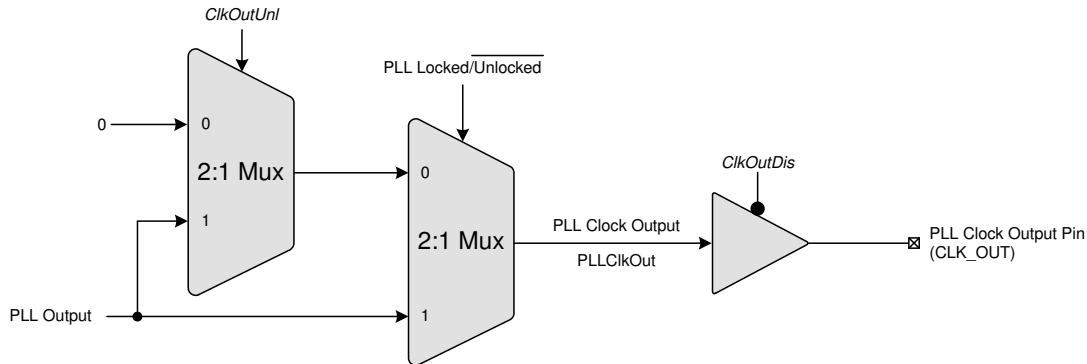 ClkOutUnl
PLL Locked/Unlocked
0
0
2:1 Mux
1
ClkOutDis
0
2:1 Mux
1
PLL Clock Output
PLLClkOut
PLL Clock Output Pin
(CLK_OUT)
PLL Output